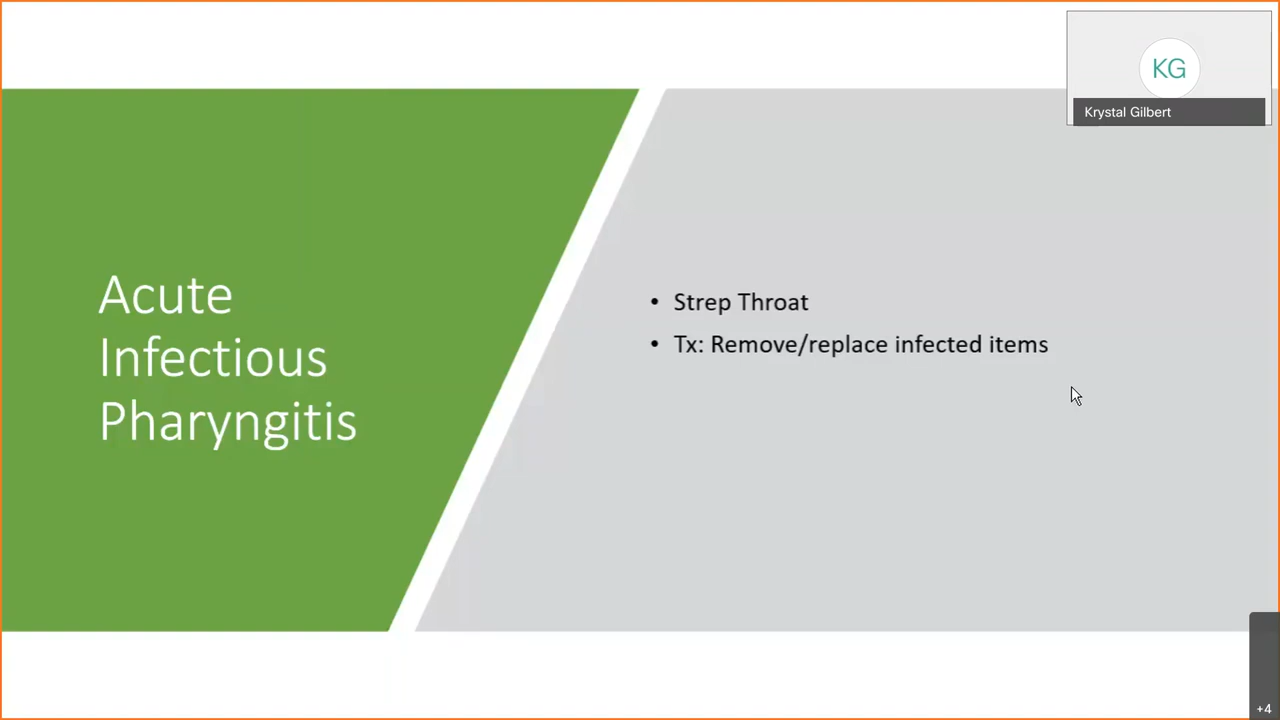 KG
Krystal Gilbert
Acute
Infectious
Pharyngitis
• Strep Throat
• Tx: Remove/replace infected items
+4